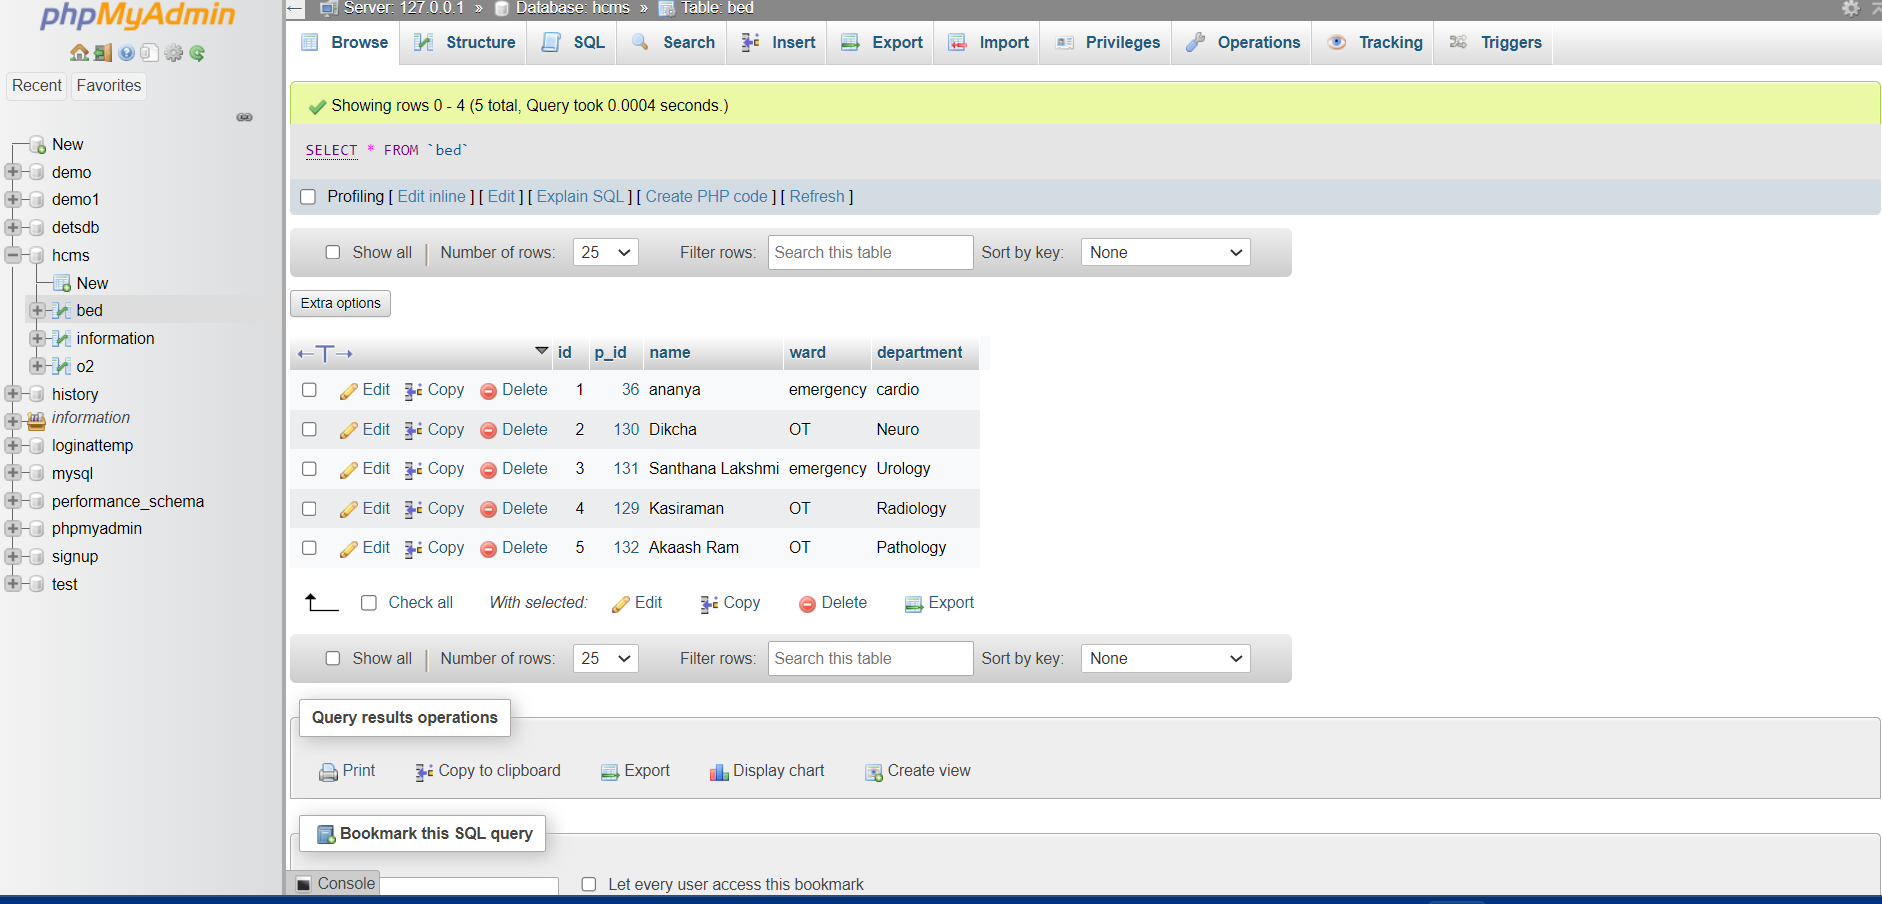 phpMyAdmin
Recent Favorites
New
demo
demo1
detsdb
hcms
New
bed
information
o2
history
information
loginattemp
mysql
performance_schema
phpmyadmin
signup
test
Server: 127.0.0.1 » Database: hcms » Table: bed
Browse Structure SQL Search Insert Export Import Privileges Operations Tracking Triggers
Showing rows 0 - 4 (5 total, Query took 0.0004 seconds.)
SELECT * FROM `bed`
Profiling [ Edit inline ] [ Edit ] [ Explain SQL ] [ Create PHP code ] [ Refresh ]
Show all | Number of rows: 25 Filter rows: Search this table Sort by key: None
Extra options
←T→ id p_id name ward department
Edit Copy Delete 1 36 ananya emergency cardio
Edit Copy Delete 2 130 Dikcha OT Neuro
Edit Copy Delete 3 131 Santhana Lakshmi emergency Urology
Edit Copy Delete 4 129 Kasiraman OT Radiology
Edit Copy Delete 5 132 Akaash Ram OT Pathology
Check all With selected: Edit Copy Delete Export
Show all | Number of rows: 25 Filter rows: Search this table Sort by key: None
Query results operations
Print Copy to clipboard Export Display chart Create view
Bookmark this SQL query
Console Let every user access this bookmark